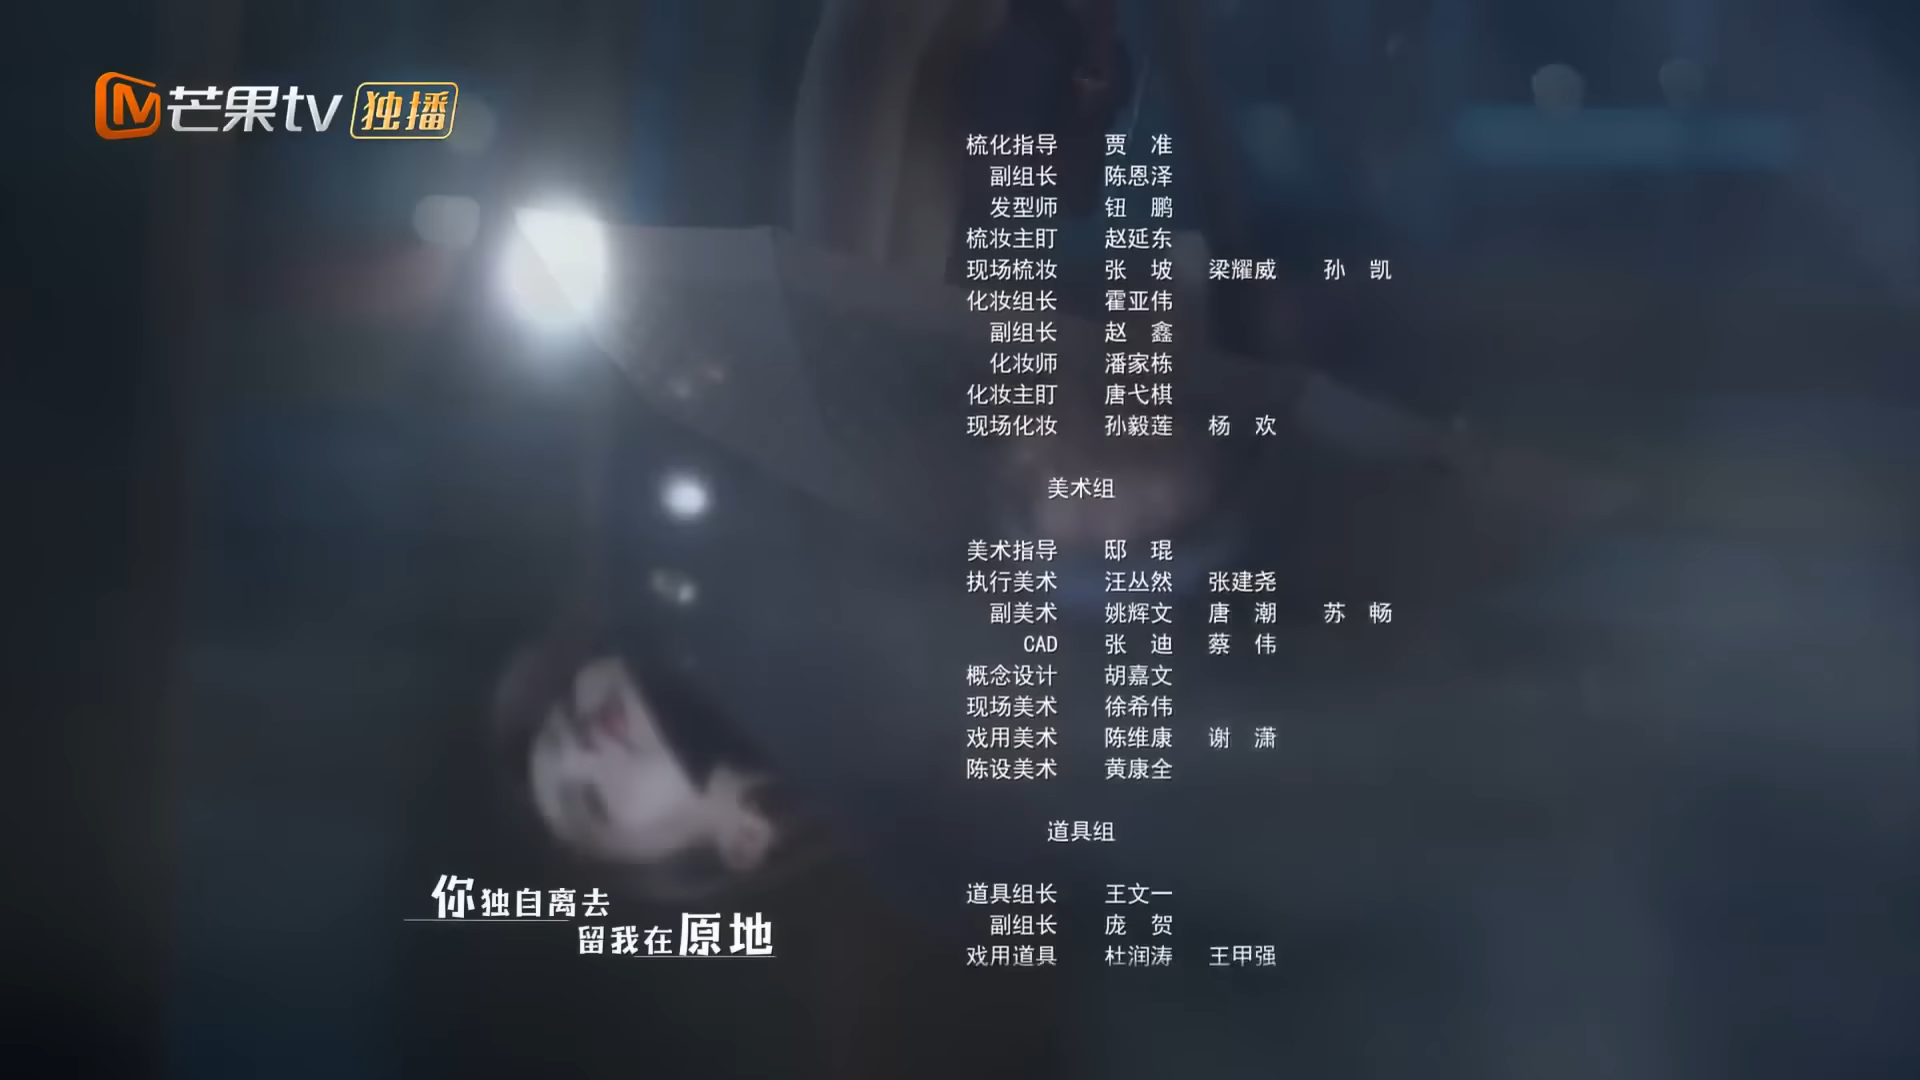 芒果tv 独播
梳化指导 贾 准
副组长 陈恩泽
发型师 钮 鹏
梳妆主盯 赵延东
现场梳妆 张 坡 梁耀威 孙 凯
化妆组长 霍亚伟
副组长 赵 鑫
化妆师 潘家栋
化妆主盯 唐弋棋
现场化妆 孙毅莲 杨 欢
美术组
美术指导 邸 琨
执行美术 汪丛然 张建尧
副美术 姚辉文 唐 潮 苏 畅
CAD 张 迪 蔡 伟
概念设计 胡嘉文
现场美术 徐希伟
戏用美术 陈维康 谢 潇
陈设美术 黄康全
道具组
道具组长 王文一
副组长 庞 贺
戏用道具 杜润涛 王甲强
你独自离去
留我在原地